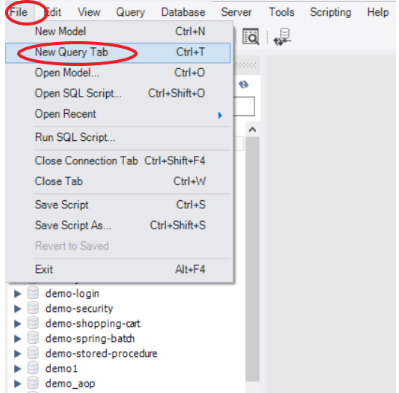 File Edit View Query Database Server Tools Scripting Help
New Model Ctrl+N
New Query Tab Ctrl+T
Open Model... Ctrl+O
Open SQL Script... Ctrl+Shift+O
Open Recent
Run SQL Script...
Close Connection Tab Ctrl+Shift+F4
Close Tab Ctrl+W
Save Script Ctrl+S
Save Script As... Ctrl+Shift+S
Revert to Saved
Exit Alt+F4
demo-login
demo-security
demo-shopping-cart
demo-spring-batch
demo-stored-procedure
demo1
demo_aop